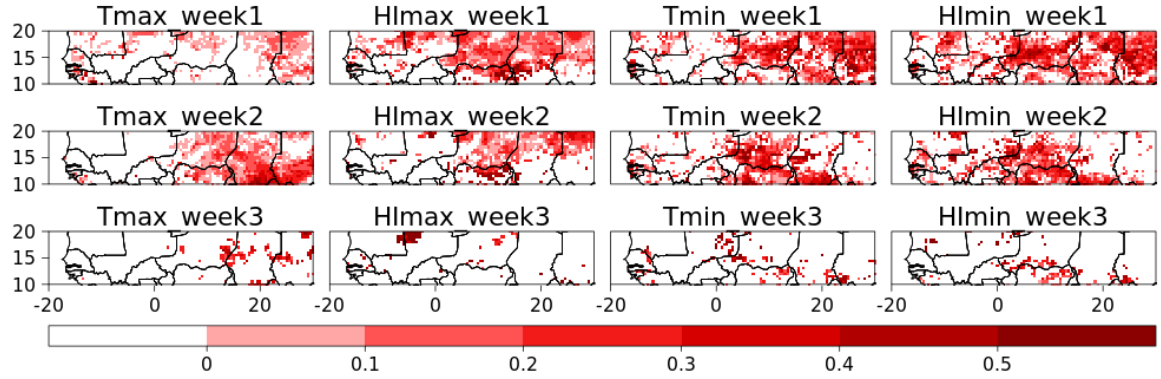 Tmax_week1 HImax_week1 Tmin_week1 HImin_week1
20
15
10
Tmax_week2 HImax_week2 Tmin_week2 HImin_week2
20
15
10
Tmax_week3 HImax_week3 Tmin_week3 HImin_week3
20
15
10
-20 0 20 -20 0 20 -20 0 20 -20 0 20
0 0.1 0.2 0.3 0.4 0.5